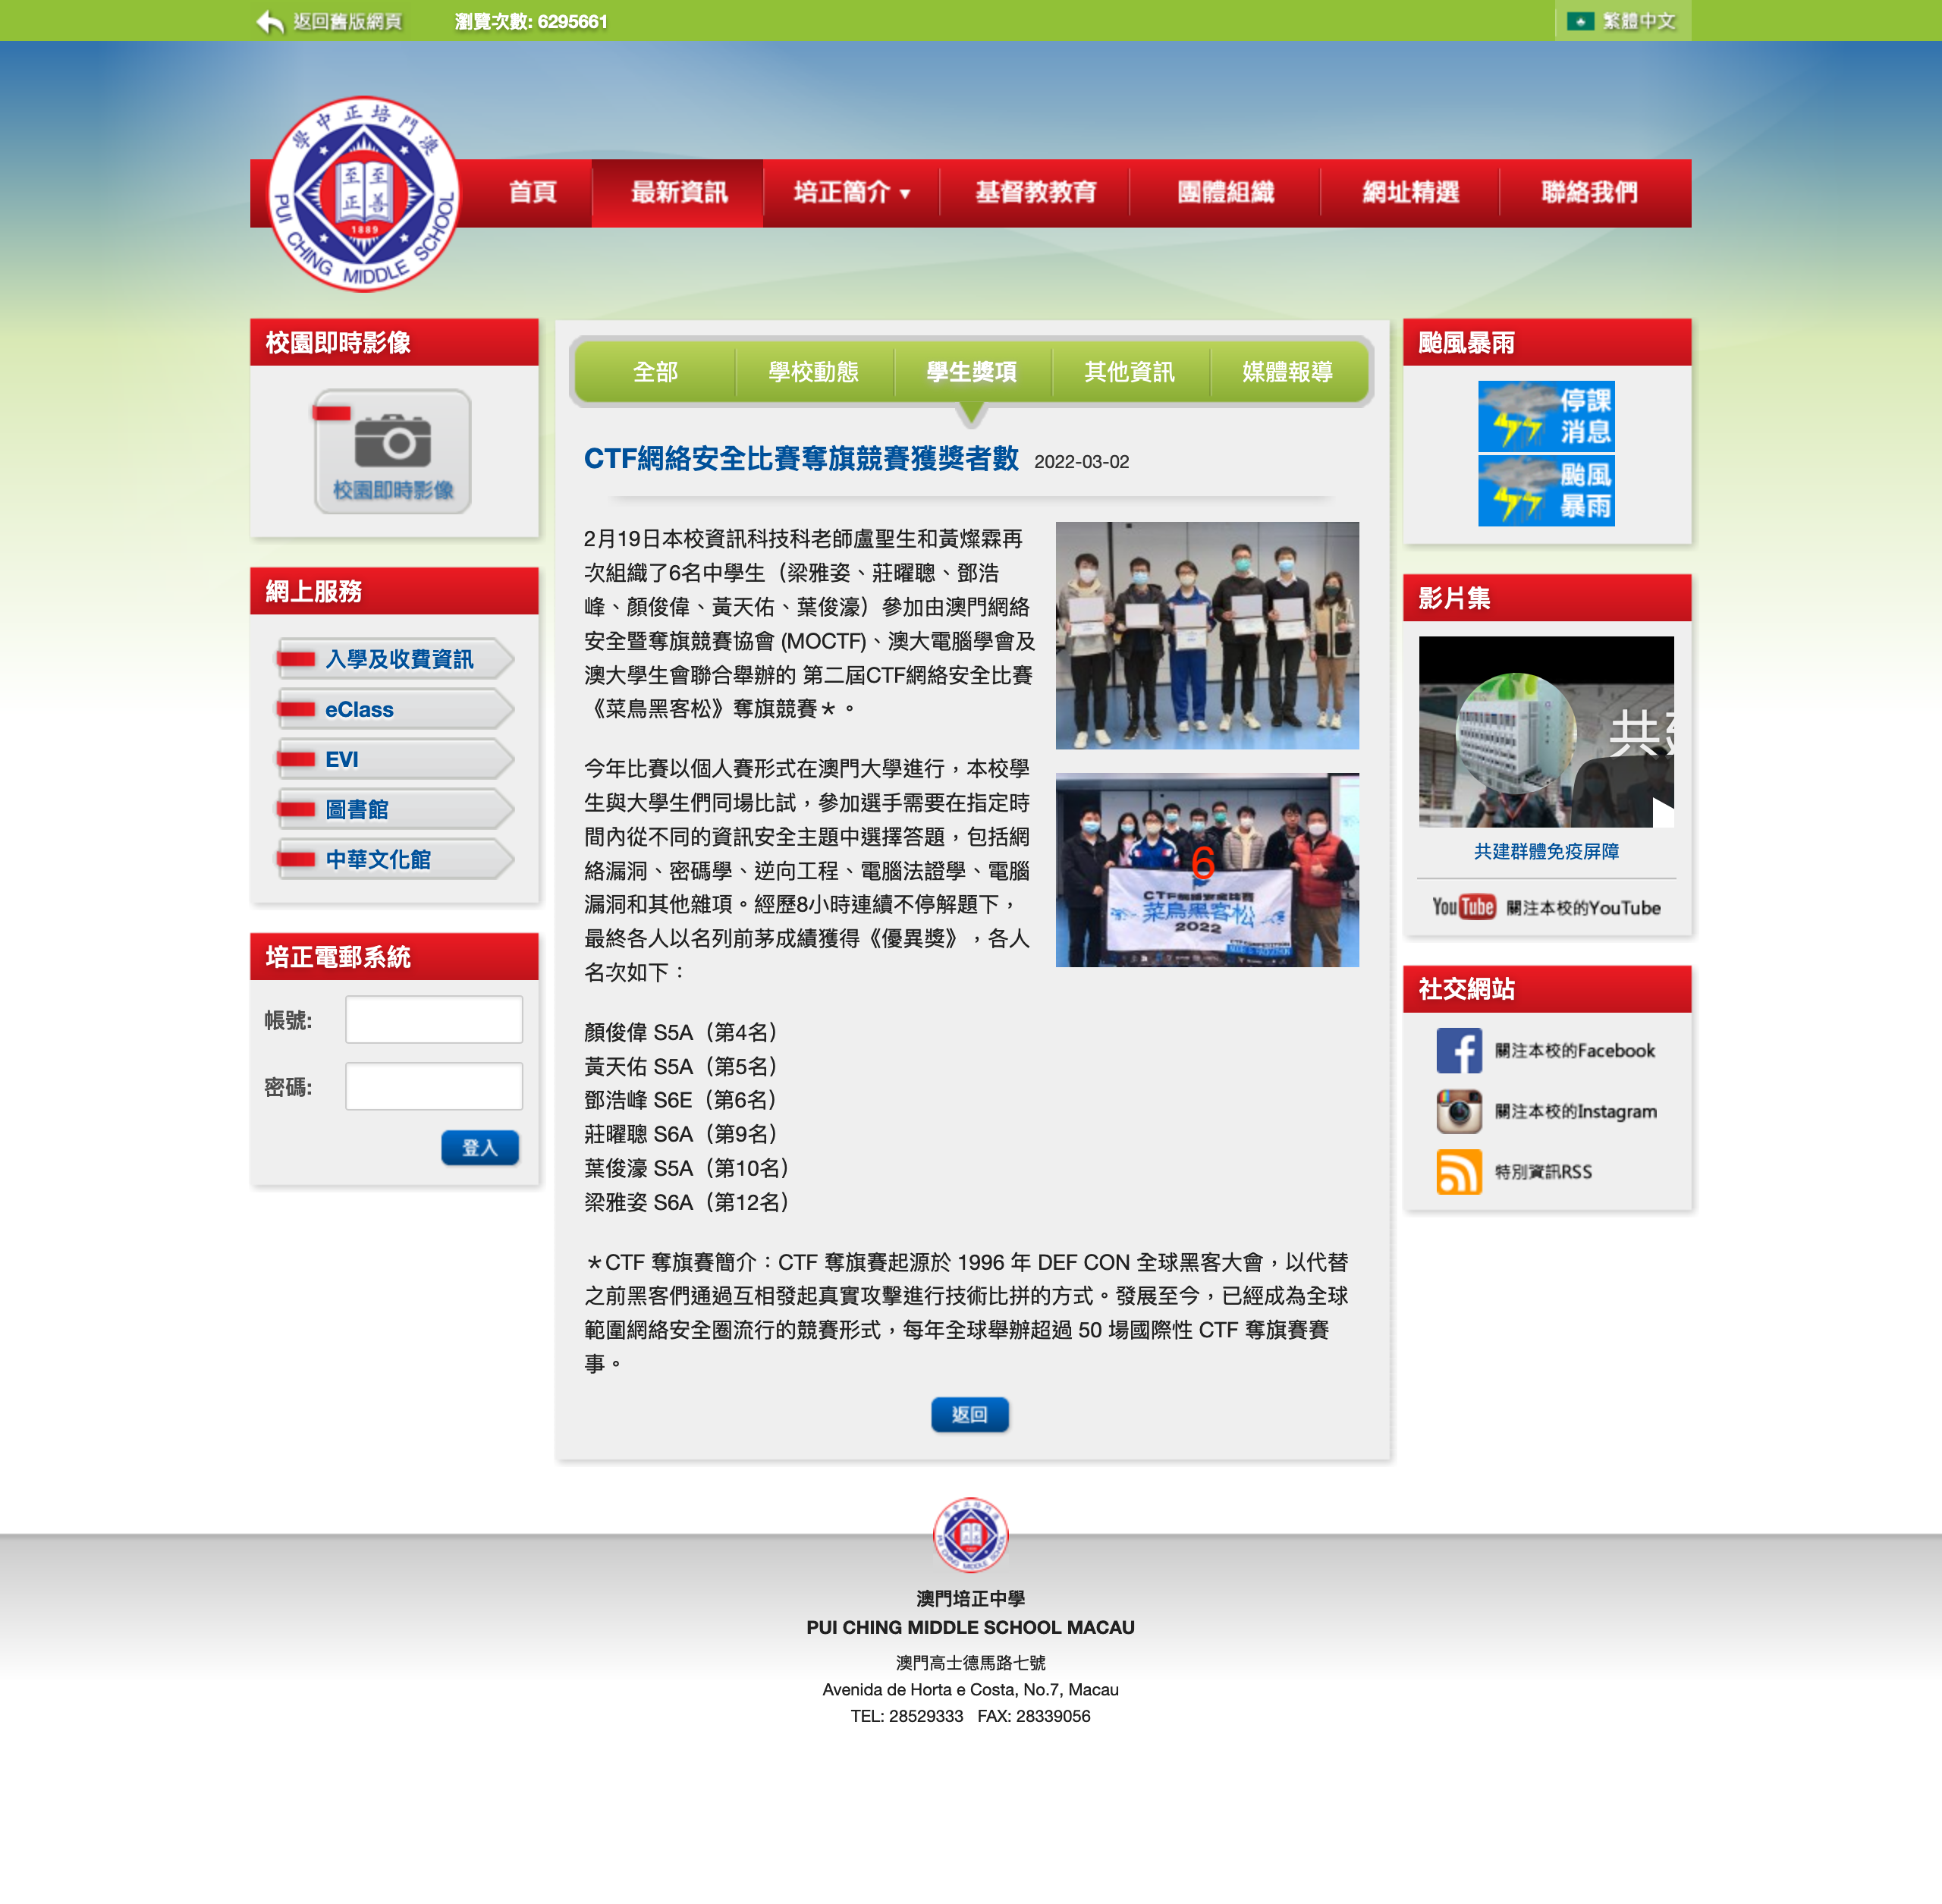 返回舊版網頁
瀏覽次數: 6295661
繁體中文
澳門培正中學
至善
至正
1889
PUI CHING MIDDLE SCHOOL
首頁
最新資訊
培正簡介
基督教教育
團體組織
網址精選
聯絡我們
校園即時影像
校園即時影像
網上服務
入學及收費資訊
eClass
EVI
圖書館
中華文化館
培正電郵系統
帳號:
密碼:
登入
全部
學校動態
學生獎項
其他資訊
媒體報導
CTF網絡安全比賽奪旗競賽獲獎者數 2022-03-02
2月19日本校資訊科技科老師盧聖生和黃燦霖再
次組織了6名中學生（梁雅姿、莊曜聰、鄧浩
峰、顏俊偉、黃天佑、葉俊濠）參加由澳門網絡
安全暨奪旗競賽協會 (MOCTF)、澳大電腦學會及
澳大學生會聯合舉辦的 第二屆CTF網絡安全比賽
《菜鳥黑客松》奪旗競賽＊。
今年比賽以個人賽形式在澳門大學進行，本校學
生與大學生們同場比試，參加選手需要在指定時
間內從不同的資訊安全主題中選擇答題，包括網
絡漏洞、密碼學、逆向工程、電腦法證學、電腦
漏洞和其他雜項。經歷8小時連續不停解題下，
最終各人以名列前茅成績獲得《優異獎》，各人
名次如下：
6
CTF網絡安全比賽
菜鳥黑客松
2022
顏俊偉 S5A（第4名）
黃天佑 S5A（第5名）
鄧浩峰 S6E（第6名）
莊曜聰 S6A（第9名）
葉俊濠 S5A（第10名）
梁雅姿 S6A（第12名）
＊CTF 奪旗賽簡介：CTF 奪旗賽起源於 1996 年 DEF CON 全球黑客大會，以代替
之前黑客們通過互相發起真實攻擊進行技術比拼的方式。發展至今，已經成為全球
範圍網絡安全圈流行的競賽形式，每年全球舉辦超過 50 場國際性 CTF 奪旗賽賽
事。
返回
颱風暴雨
停課
消息
颱風
暴雨
影片集
共建
共建群體免疫屏障
YouTube 關注本校的YouTube
社交網站
關注本校的Facebook
關注本校的Instagram
特別資訊RSS
澳門培正中學
PUI CHING MIDDLE SCHOOL MACAU
澳門高士德馬路七號
Avenida de Horta e Costa, No.7, Macau
TEL: 28529333 FAX: 28339056